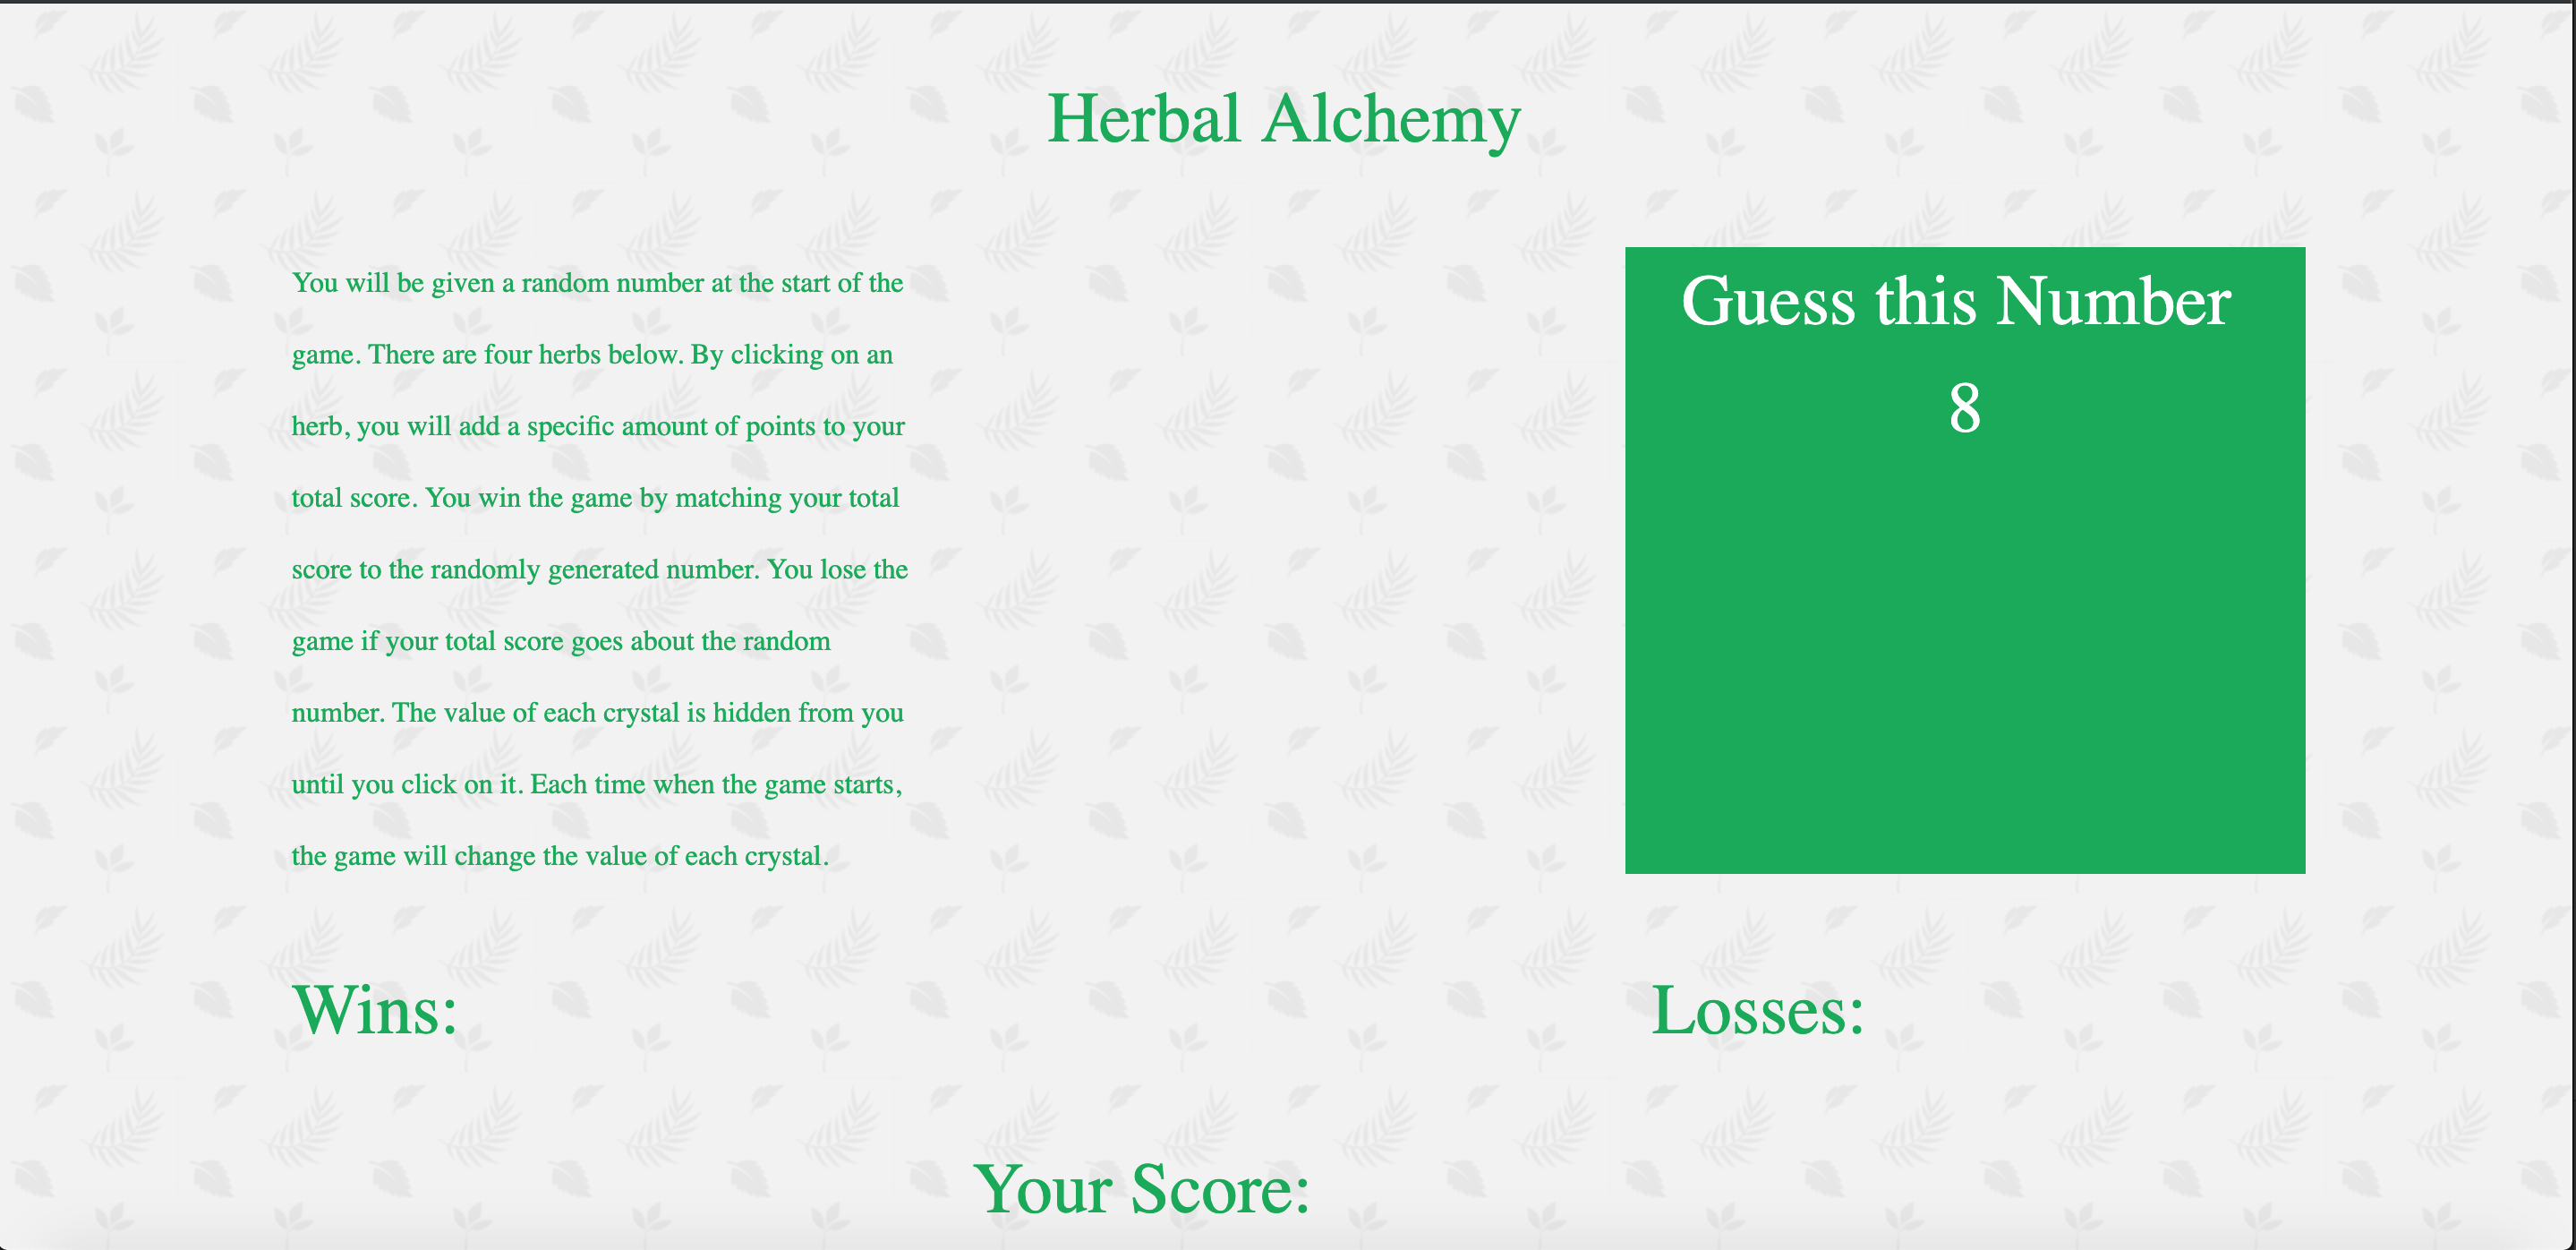 Herbal Alchemy
You will be given a random number at the start of the
game. There are four herbs below. By clicking on an
herb, you will add a specific amount of points to your
total score. You win the game by matching your total
score to the randomly generated number. You lose the
game if your total score goes about the random
number. The value of each crystal is hidden from you
until you click on it. Each time when the game starts,
the game will change the value of each crystal.
Guess this Number
8
Wins:
Losses:
Your Score: